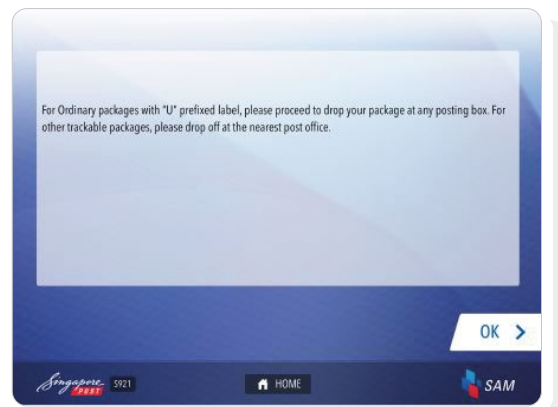 For Ordinary packages with "U" prefixed label, please proceed to drop your package at any posting box. For
other trackable packages, please drop off at the nearest post office.
OK
Singapore
POST
S921
HOME
SAM